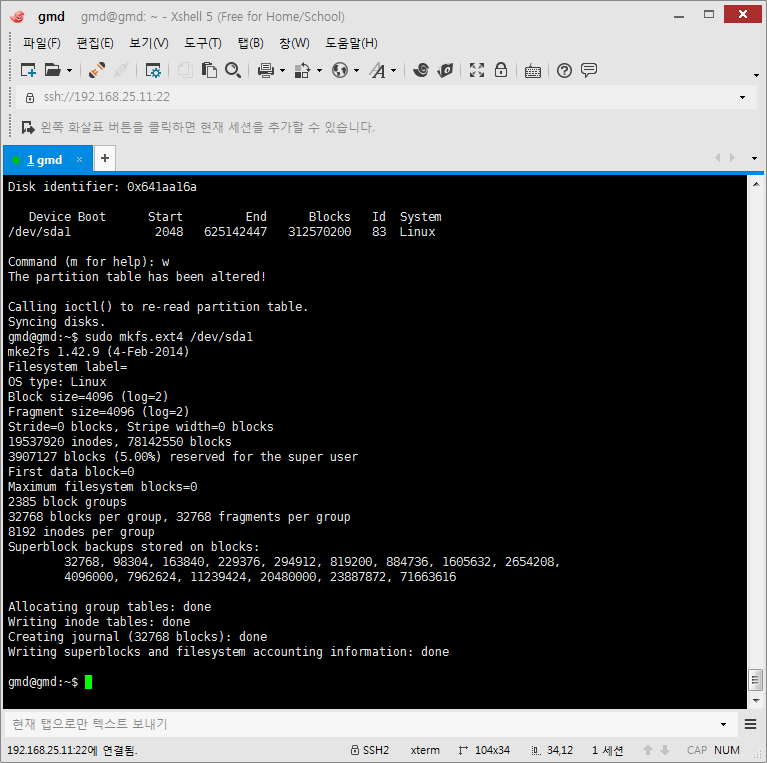 gmd gmd@gmd: ~ - Xshell 5 (Free for Home/School)
파일(F) 편집(E) 보기(V) 도구(T) 탭(B) 창(W) 도움말(H)
ssh://192.168.25.11:22
왼쪽 화살표 버튼을 클릭하면 현재 세션을 추가할 수 있습니다.
1 gmd × +
Disk identifier: 0x641aa16a
   Device Boot      Start         End      Blocks   Id  System
/dev/sda1            2048   625142447   312570200   83  Linux
Command (m for help): w
The partition table has been altered!
Calling ioctl() to re-read partition table.
Syncing disks.
gmd@gmd:~$ sudo mkfs.ext4 /dev/sda1
mke2fs 1.42.9 (4-Feb-2014)
Filesystem label=
OS type: Linux
Block size=4096 (log=2)
Fragment size=4096 (log=2)
Stride=0 blocks, Stripe width=0 blocks
19537920 inodes, 78142550 blocks
3907127 blocks (5.00%) reserved for the super user
First data block=0
Maximum filesystem blocks=0
2385 block groups
32768 blocks per group, 32768 fragments per group
8192 inodes per group
Superblock backups stored on blocks:
        32768, 98304, 163840, 229376, 294912, 819200, 884736, 1605632, 2654208,
        4096000, 7962624, 11239424, 20480000, 23887872, 71663616
Allocating group tables: done
Writing inode tables: done
Creating journal (32768 blocks): done
Writing superblocks and filesystem accounting information: done
gmd@gmd:~$
현재 탭으로만 텍스트 보내기
192.168.25.11:22에 연결됨. SSH2 xterm 104x34 34,12 1 세션 CAP NUM